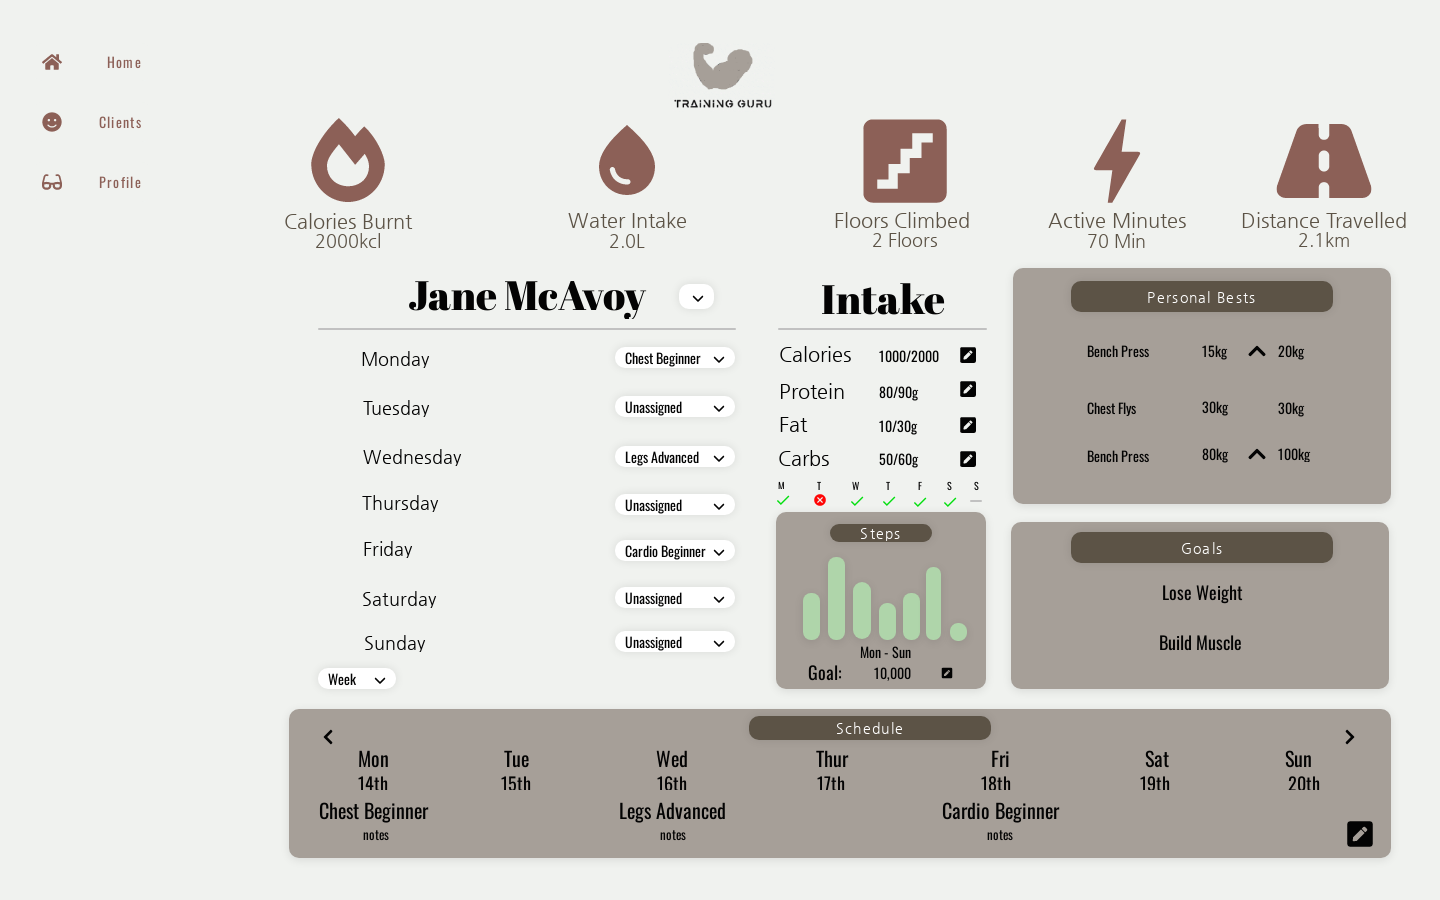 Home
Clients
Profile
TRAINING GURU
Calories Burnt
2000kcl
Water Intake
2.0L
Floors Climbed
2 Floors
Active Minutes
70 Min
Distance Travelled
2.1km
Jane McAvoy
Monday Chest Beginner
Tuesday Unassigned
Wednesday Legs Advanced
Thursday Unassigned
Friday Cardio Beginner
Saturday Unassigned
Sunday Unassigned
Week
Intake
Calories 1000/2000
Protein 80/90g
Fat 10/30g
Carbs 50/60g
M T W T F S S
Steps
Mon - Sun
Goal: 10,000
Personal Bests
Bench Press 15kg 20kg
Chest Flys 30kg 30kg
Bench Press 80kg 100kg
Goals
Lose Weight
Build Muscle
Schedule
Mon Tue Wed Thur Fri Sat Sun
14th 15th 16th 17th 18th 19th 20th
Chest Beginner Legs Advanced Cardio Beginner
notes notes notes